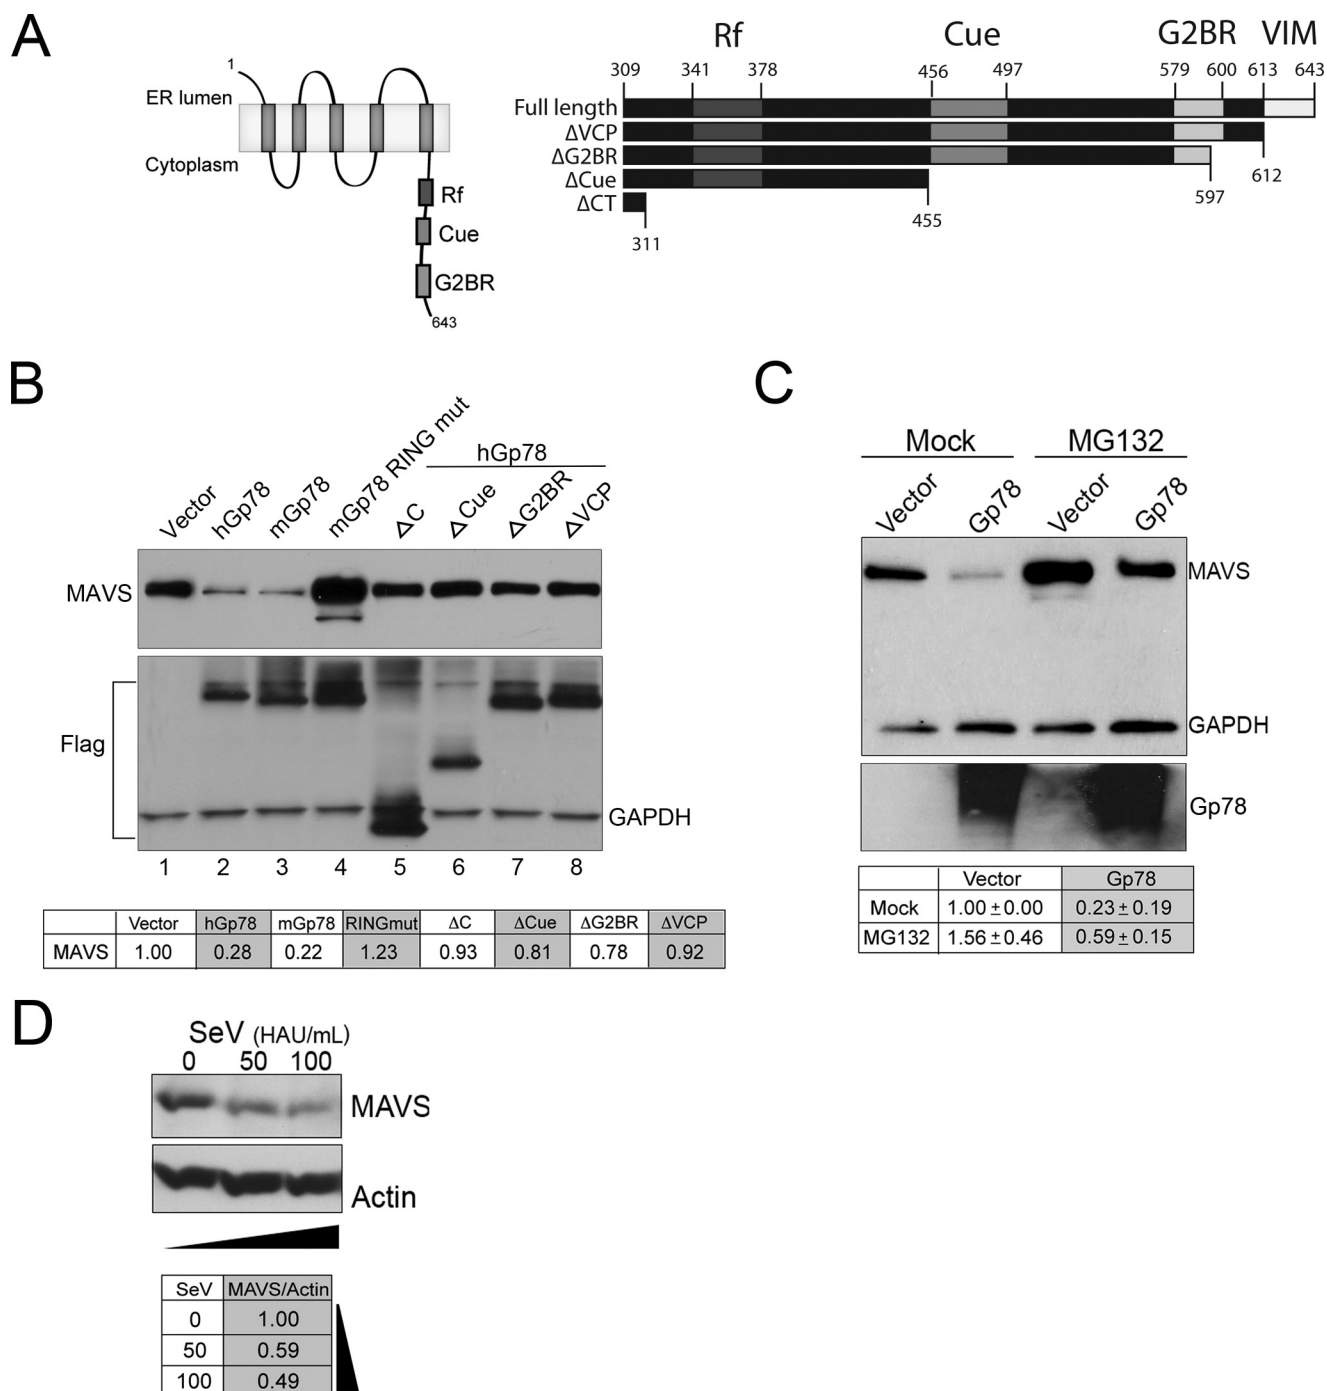 A
1
ER lumen
Cytoplasm
Rf
Cue
G2BR
643
Rf Cue G2BR VIM
309 341 378 456 497 579 600 613 643
Full length
ΔVCP
ΔG2BR
ΔCue
ΔCT
612
597
455
311
B
Vector hGp78 mGp78 mGp78 RING mut ΔC ΔCue ΔG2BR ΔVCP
hGp78
MAVS
Flag
GAPDH
1 2 3 4 5 6 7 8
Vector hGp78 mGp78 RINGmut ΔC ΔCue ΔG2BR ΔVCP
MAVS 1.00 0.28 0.22 1.23 0.93 0.81 0.78 0.92
C
Mock MG132
Vector Gp78 Vector Gp78
MAVS
GAPDH
Gp78
Vector Gp78
Mock 1.00 ± 0.00 0.23 ± 0.19
MG132 1.56 ± 0.46 0.59 ± 0.15
D
SeV (HAU/mL)
0 50 100
MAVS
Actin
SeV MAVS/Actin
0 1.00
50 0.59
100 0.49